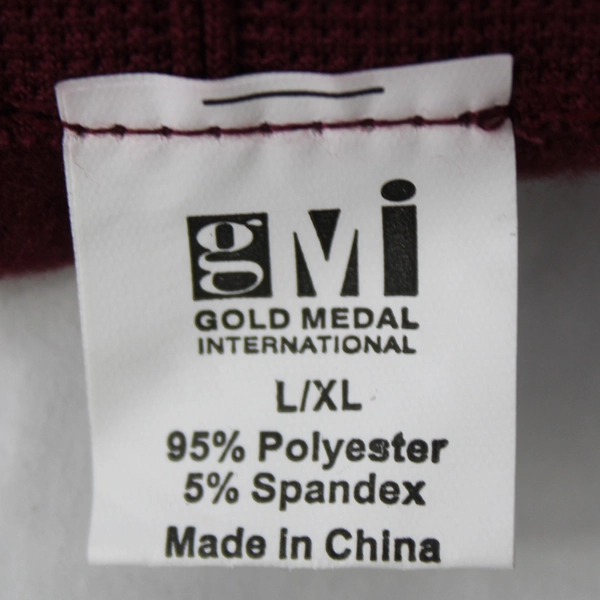 gMi
GOLD MEDAL
INTERNATIONAL
L/XL
95% Polyester
5% Spandex
Made in China